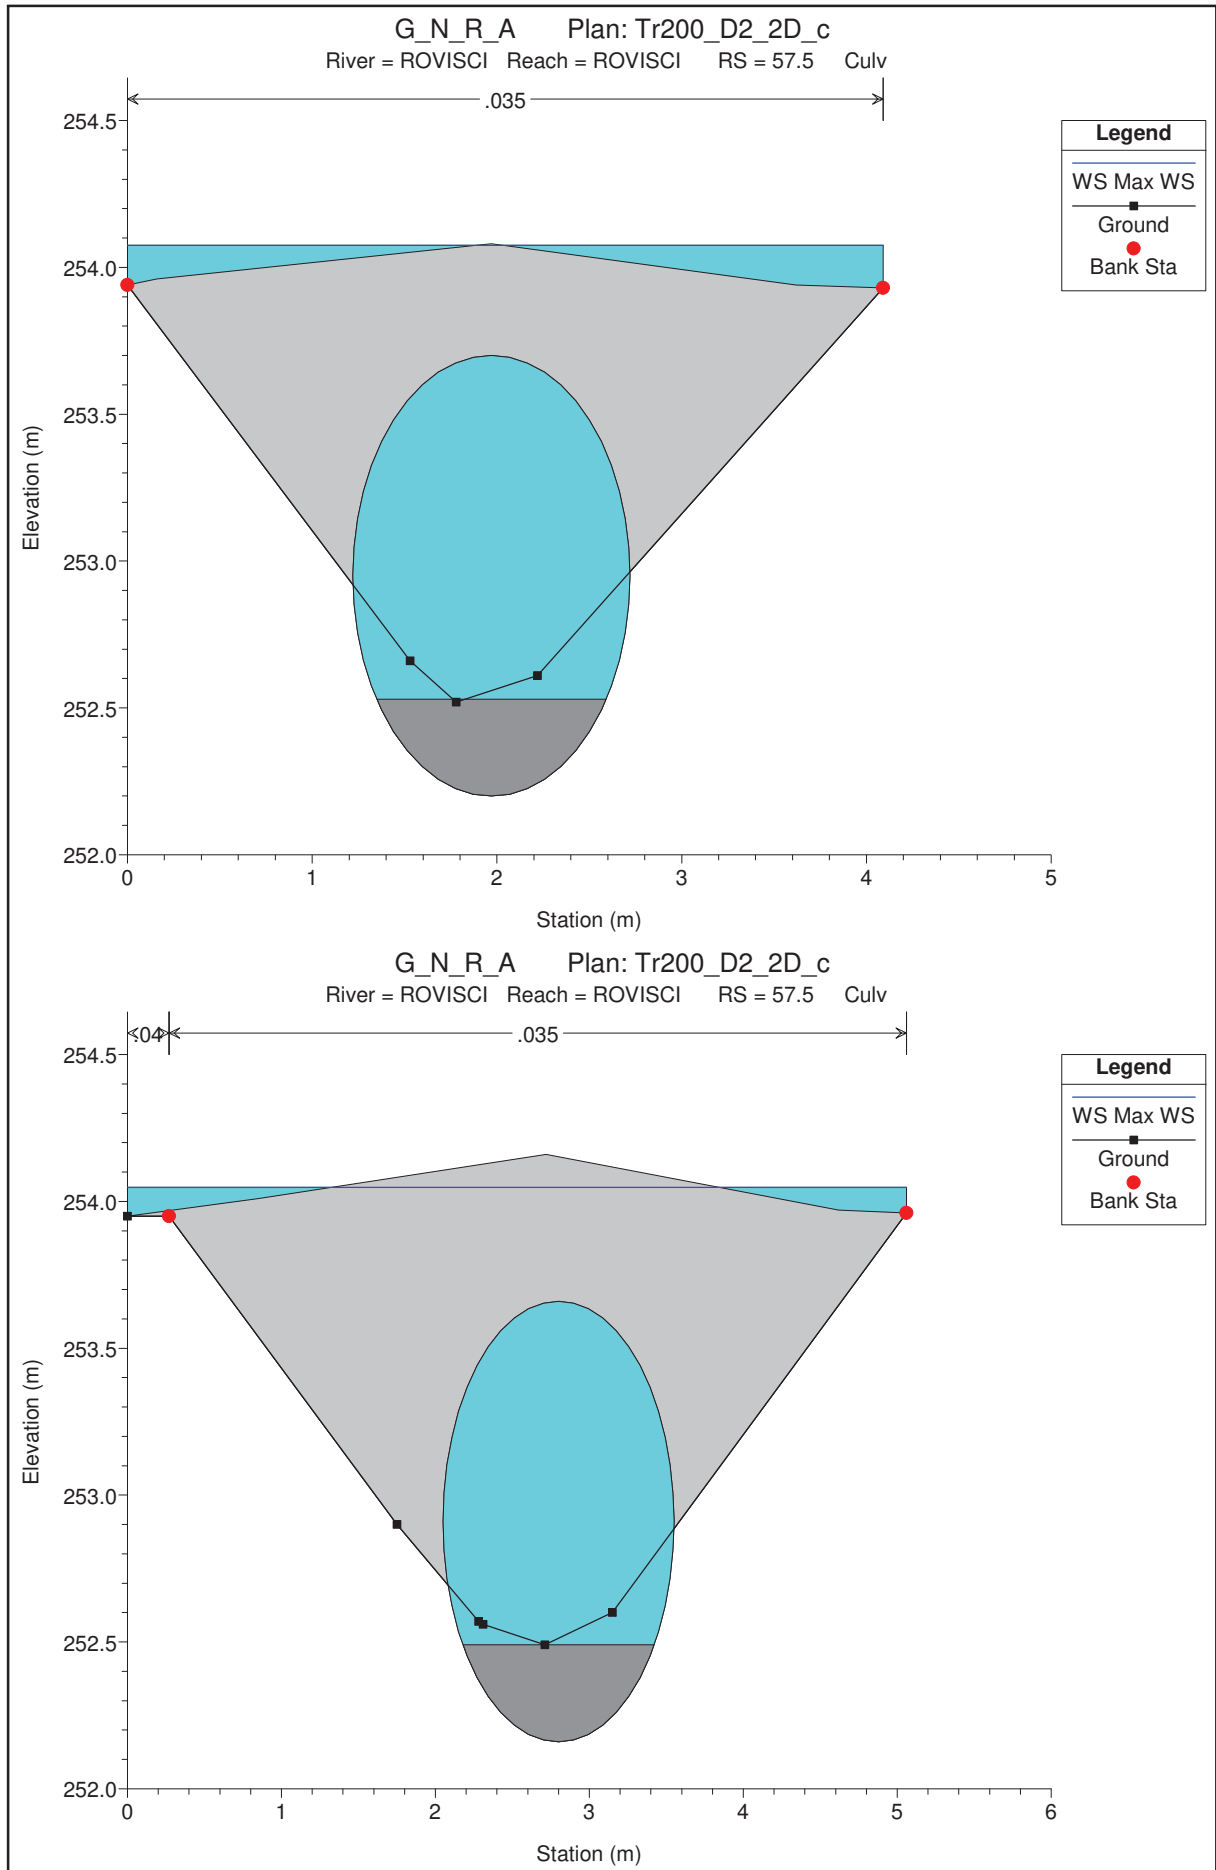 G_N_R_A Plan: Tr200_D2_2D_c
River = ROVISCI Reach = ROVISCI RS = 57.5 Culv
.035
254.5
254.0
253.5
253.0
252.5
252.0
Elevation (m)
0 1 2 3 4 5
Station (m)
Legend
WS Max WS
Ground
Bank Sta
G_N_R_A Plan: Tr200_D2_2D_c
River = ROVISCI Reach = ROVISCI RS = 57.5 Culv
.04 .035
254.5
254.0
253.5
253.0
252.5
252.0
Elevation (m)
0 1 2 3 4 5 6
Station (m)
Legend
WS Max WS
Ground
Bank Sta